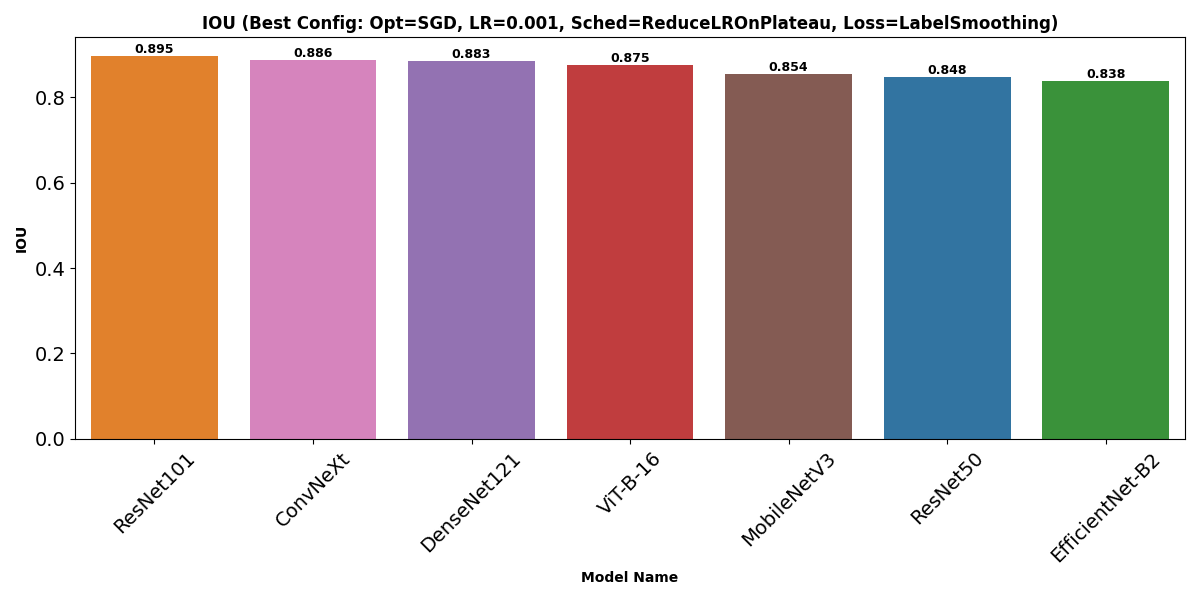 IOU (Best Config: Opt=SGD, LR=0.001, Sched=ReduceLROnPlateau, Loss=LabelSmoothing)
0.895
0.886
0.883
0.875
0.854
0.848
0.838
0.8
0.6
0.4
0.2
0.0
IOU
ResNet101
ConvNeXt
DenseNet121
ViT-B-16
MobileNetV3
ResNet50
EfficientNet-B2
Model Name